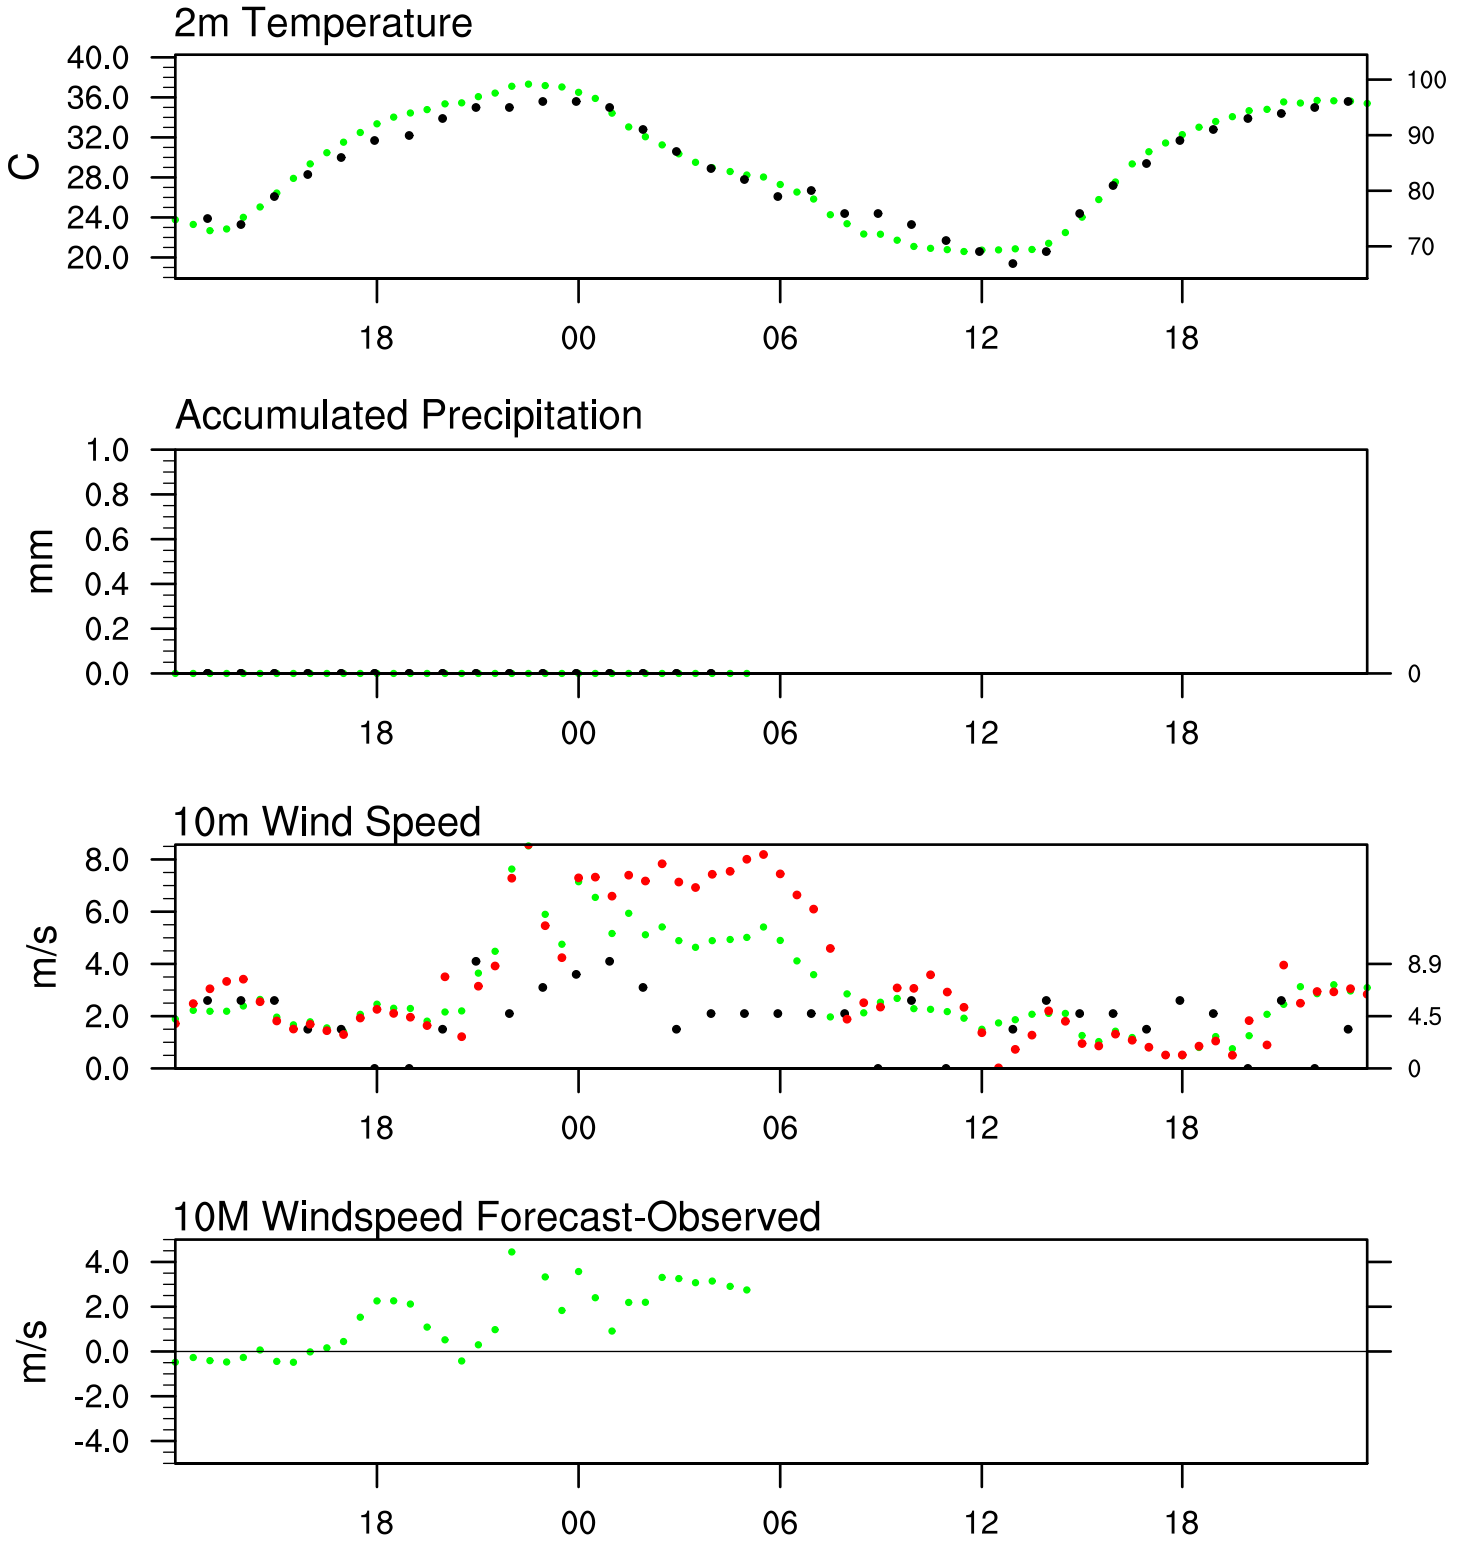 2m Temperature
40.0
36.0
32.0
28.0
24.0
20.0
C
100
90
80
70
18 00 06 12 18
Accumulated Precipitation
1.0
0.8
0.6
0.4
0.2
0.0
mm
0
18 00 06 12 18
10m Wind Speed
8.0
6.0
4.0
2.0
0.0
m/s
8.9
4.5
0
18 00 06 12 18
10M Windspeed Forecast-Observed
4.0
2.0
0.0
-2.0
-4.0
m/s
18 00 06 12 18